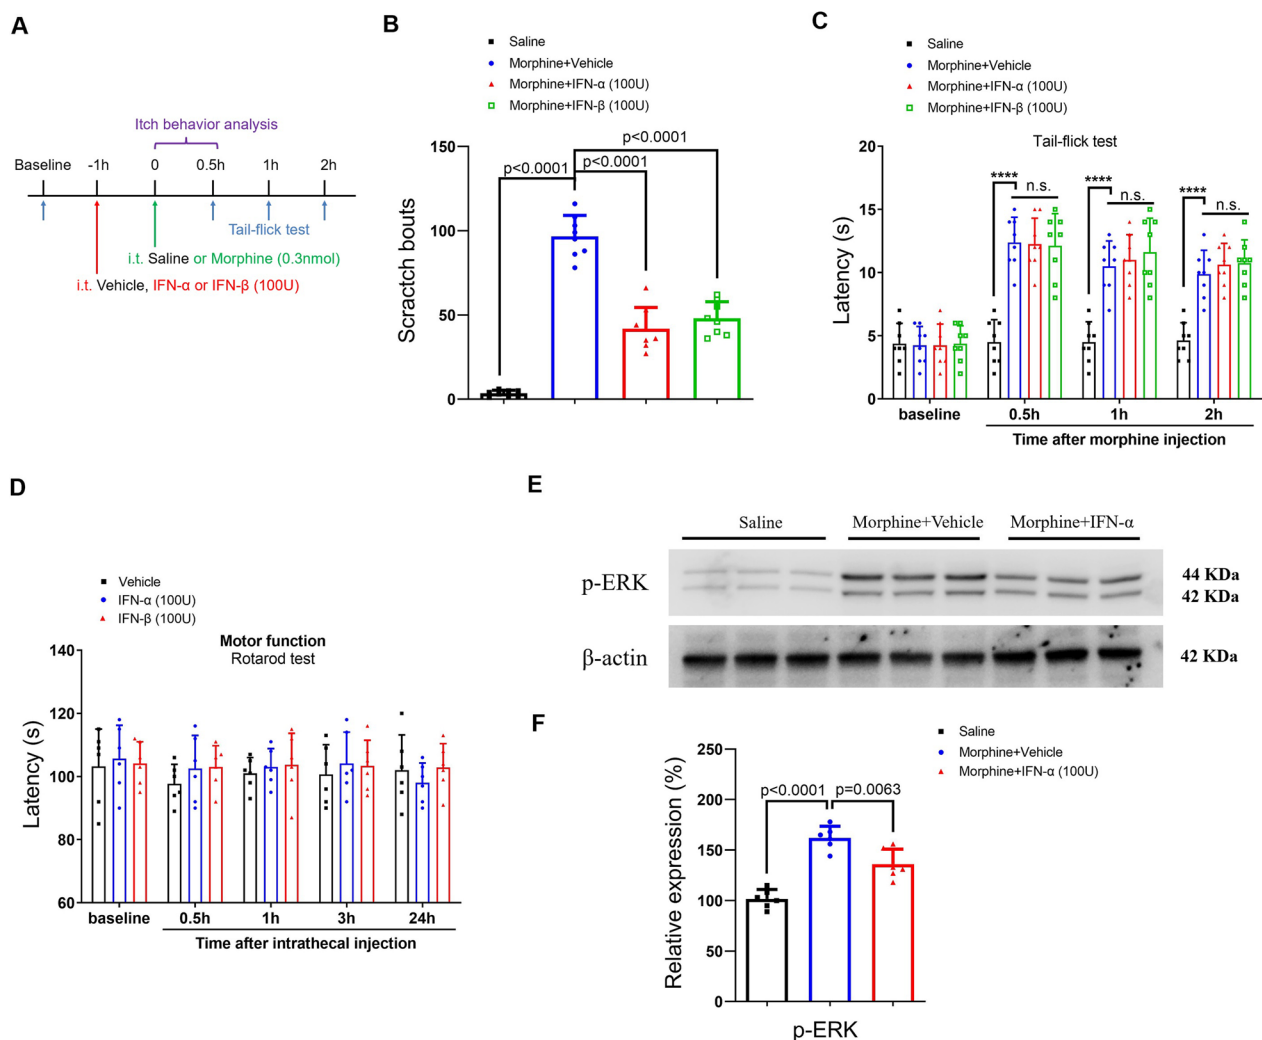 A
Itch behavior analysis
Baseline -1h 0 0.5h 1h 2h
Tail-flick test
i.t. Saline or Morphine (0.3nmol)
i.t. Vehicle, IFN-α or IFN-β (100U)
B
Saline
Morphine+Vehicle
Morphine+IFN-α (100U)
Morphine+IFN-β (100U)
p<0.0001
p<0.0001 p<0.0001
Scractch bouts
150
100
50
0
C
Saline
Morphine+Vehicle
Morphine+IFN-α (100U)
Morphine+IFN-β (100U)
Tail-flick test
Latency (s)
20
15
10
5
0
**** n.s.
**** n.s.
**** n.s.
baseline 0.5h 1h 2h
Time after morphine injection
D
Vehicle
IFN-α (100U)
IFN-β (100U)
Motor function
Rotarod test
Latency (s)
140
120
100
80
60
baseline 0.5h 1h 3h 24h
Time after intrathecal injection
E
Saline Morphine+Vehicle Morphine+IFN-α
p-ERK
44 KDa
42 KDa
β-actin
42 KDa
F
Saline
Morphine+Vehicle
Morphine+IFN-α (100U)
p<0.0001 p=0.0063
Relative expression (%)
250
200
150
100
50
0
p-ERK